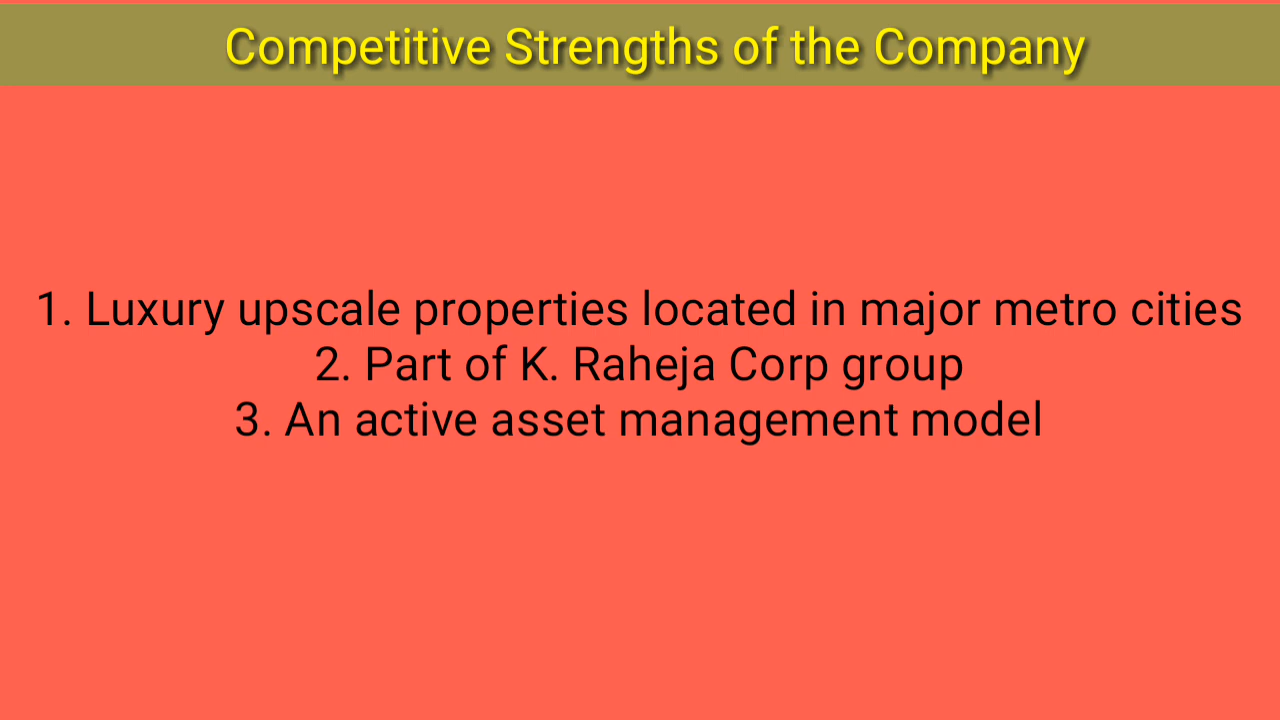 Competitive Strengths of the Company
1. Luxury upscale properties located in major metro cities
2. Part of K. Raheja Corp group
3. An active asset management model